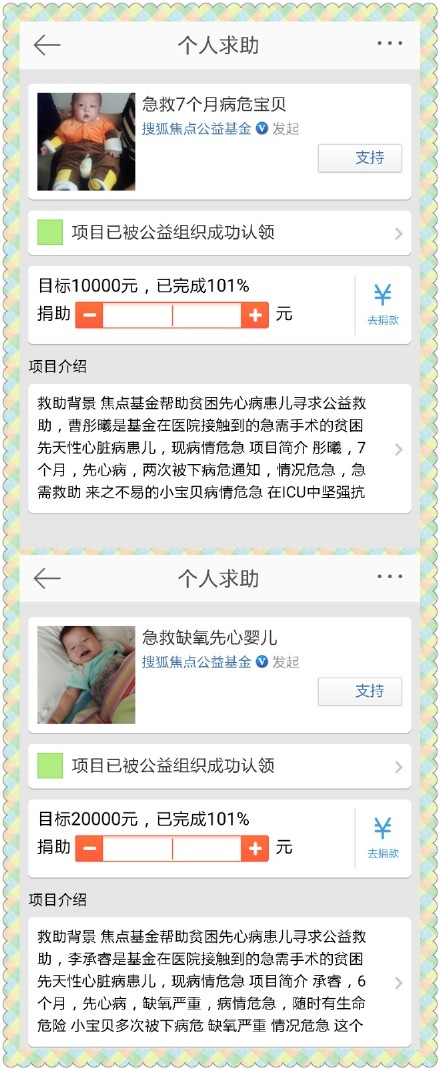 个人求助
急救7个月病危宝贝
搜狐焦点公益基金 V 发起
支持
项目已被公益组织成功认领
目标10000元，已完成101%
捐助 − + 元
¥
去捐款
项目介绍
救助背景 焦点基金帮助贫困先心病患儿寻求公益救
助，曹彤曦是基金在医院接触到的急需手术的贫困
先天性心脏病患儿，现病情危急 项目简介 彤曦，7
个月，先心病，两次被下病危通知，情况危急，急
需救助 来之不易的小宝贝病情危急 在ICU中坚强抗
个人求助
急救缺氧先心婴儿
搜狐焦点公益基金 V 发起
支持
项目已被公益组织成功认领
目标20000元，已完成101%
捐助 − + 元
¥
去捐款
项目介绍
救助背景 焦点基金帮助贫困先心病患儿寻求公益救
助，李承睿是基金在医院接触到的急需手术的贫困
先天性心脏病患儿，现病情危急 项目简介 承睿，6
个月，先心病，缺氧严重，病情危急，随时有生命
危险 小宝贝多次被下病危 缺氧严重 情况危急 这个